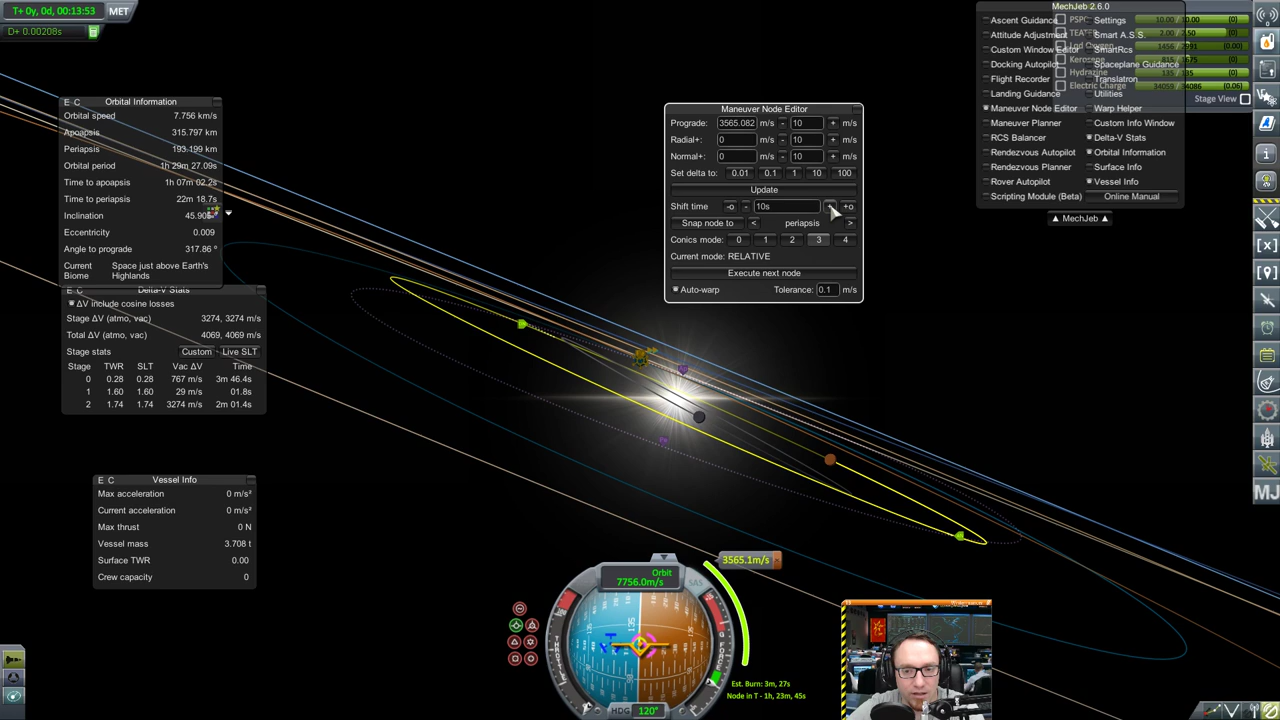 T+ 0y, 0d, 00:13:53 MET
D+ 0.00208s
E C Orbital Information
Orbital speed 7.756 km/s
Apoapsis 315.797 km
Periapsis 193.199 km
Orbital period 1h 29m 27.09s
Time to apoapsis 1h 07m 02.2s
Time to periapsis 22m 18.7s
Inclination
Eccentricity 0.009
Angle to prograde 317.86 º
Current Biome Space just above Earth's Highlands
E C Delta-V Stats
ΔV include cosine losses
Stage ΔV (atmo, vac) 3274, 3274 m/s
Total ΔV (atmo, vac) 4069, 4069 m/s
Stage stats Custom Live SLT
Stage TWR SLT Vac ΔV Time
0 0.28 0.28 767 m/s 3m 46.4s
1 1.60 1.60 29 m/s 01.8s
2 1.74 1.74 3274 m/s 2m 01.4s
E C Vessel Info
Max acceleration 0 m/s²
Current acceleration 0 m/s²
Max thrust 0 N
Vessel mass 3.708 t
Surface TWR 0.00
Crew capacity 0
Maneuver Node Editor
Prograde: 3565.082 m/s - 10 + m/s
Radial+: 0 m/s - 10 + m/s
Normal+: 0 m/s - 10 + m/s
Set delta to: 0.01 0.1 1 10 100
Update
Shift time -o - 10s + +o
Snap node to < periapsis >
Conics mode: 0 1 2 3 4
Current mode: RELATIVE
Execute next node
Auto-warp Tolerance: 0.1 m/s
MechJeb 2.6.0
Ascent Guidance Settings
Attitude Adjustment Smart A.S.S.
Custom Window Editor SmartRcs
Docking Autopilot Spaceplane Guidance
Flight Recorder Translatron
Landing Guidance Utilities
Maneuver Node Editor Warp Helper
Maneuver Planner Custom Info Window
RCS Balancer Delta-V Stats
Rendezvous Autopilot Orbital Information
Rendezvous Planner Surface Info
Rover Autopilot Vessel Info
Scripting Module (Beta) Online Manual
▲ MechJeb ▲
Kerosene
Hydrazine
Electric Charge
Stage View
MJ
3565.1m/s
Orbit
7756.0m/s
SAS
HDG 120°
Est. Burn: 3m, 27s
Node in T - 1h, 23m, 45s